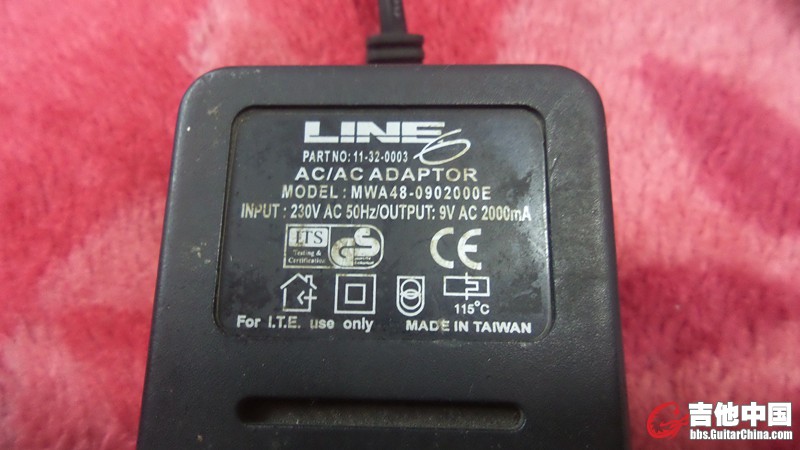 LINE 6
PART NO: 11-32-0003
AC/AC ADAPTOR
MODEL : MWA48-0902000E
INPUT : 230V AC 50Hz/OUTPUT: 9V AC 2000mA
ITS
Testing &
Certification
GS
CE
115°C
For I.T.E. use only
MADE IN TAIWAN
吉他中国
bbs.GuitarChina.com